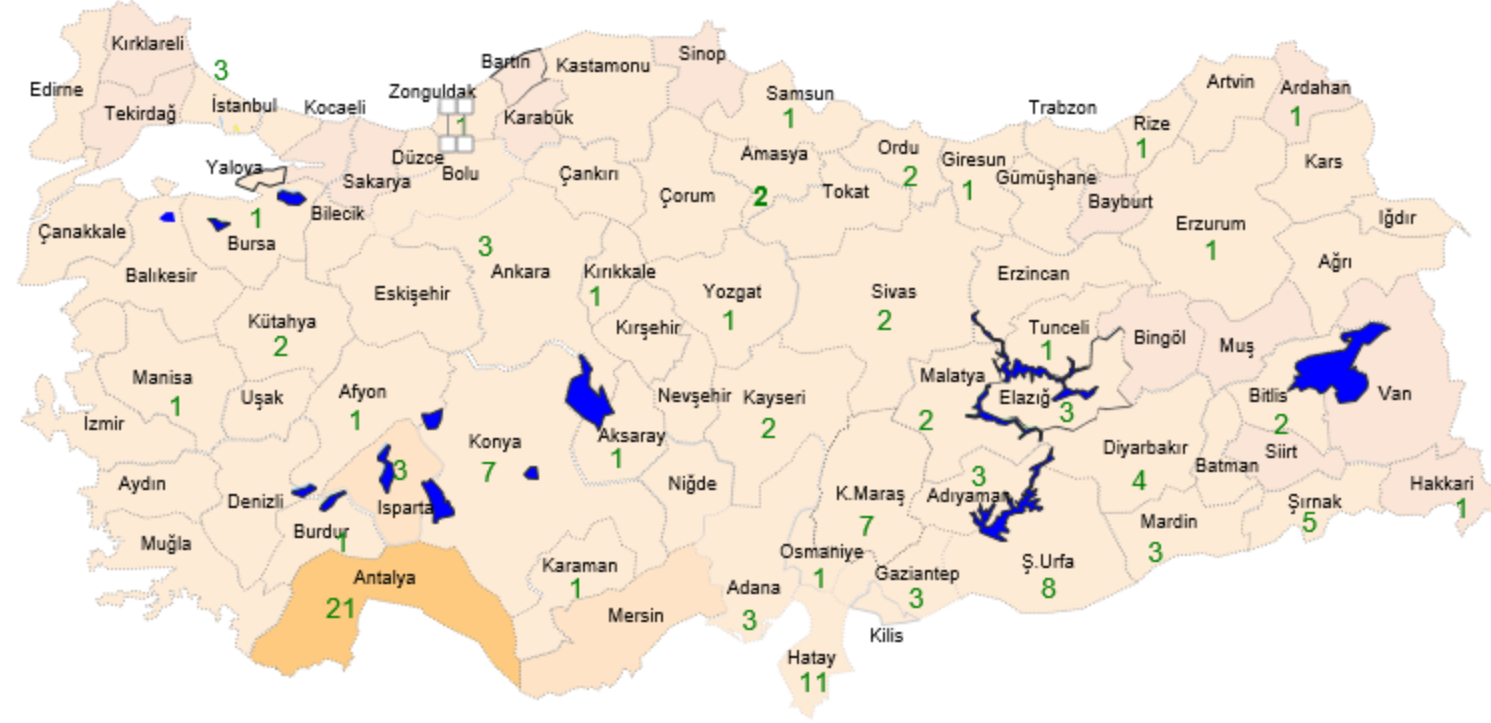 Kırklareli
Edirne
Tekirdağ
3
İstanbul
Kocaeli
Yalova
Sakarya
Düzce
Zonguldak
1
Bolu
Bartın
Karabük
Kastamonu
Sinop
Çankırı
Samsun
1
Amasya
2
Çorum
Tokat
Ordu
2
Giresun
1
Gümüşhane
Trabzon
Rize
1
Bayburt
Artvin
Ardahan
1
Kars
Iğdır
Erzurum
1
Ağrı
Çanakkale
Balıkesir
1
Bursa
Bilecik
Eskişehir
3
Ankara
Kırıkkale
1
Kırşehir
Yozgat
1
Sivas
2
Erzincan
Tunceli
1
Bingöl
Muş
Kütahya
2
Manisa
1
Uşak
Afyon
1
İzmir
Konya
7
Aksaray
1
Nevşehir
Kayseri
2
Niğde
Malatya
2
Elazığ
3
Diyarbakır
4
Bitlis
2
Van
Siirt
Batman
Hakkari
1
Şırnak
5
Mardin
3
Aydın
Denizli
Muğla
3
Isparta
Burdur
1
Antalya
21
Karaman
1
Mersin
Adana
3
Osmaniye
1
K.Maraş
7
3
Adıyaman
Gaziantep
3
Kilis
Ş.Urfa
8
Hatay
11